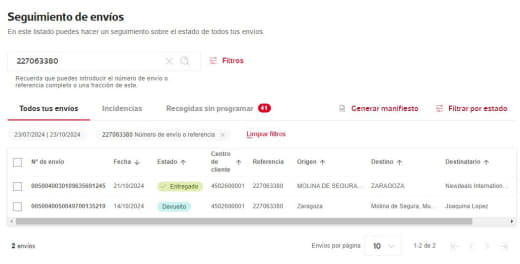 Seguimiento de envíos
En este listado puedes hacer un seguimiento sobre el estado de todos tus envíos.
227063380
Filtros
Recuerda que puedes introducir el número de envío o
referencia completo o una fracción de este.
Todos tus envíos
Incidencias
Recogidas sin programar 41
Generar manifiesto
Filtrar por estado
23/07/2024 | 23/10/2024
227063380 Número de envío o referencia
Limpiar filtros
Nº de envío Fecha Estado Centro de cliente Referencia Origen Destino Destinatario
21/10/2024 Entregado 4502600001 227063380 MOLINA DE SEGURA... ZARAGOZA Newdeals Internation...
14/10/2024 Devuelto 4502600001 227063380 Zaragoza Molina de Segura, Mu... Joaquina Lopez
2 envíos
Envíos por página 10 1-2 de 2